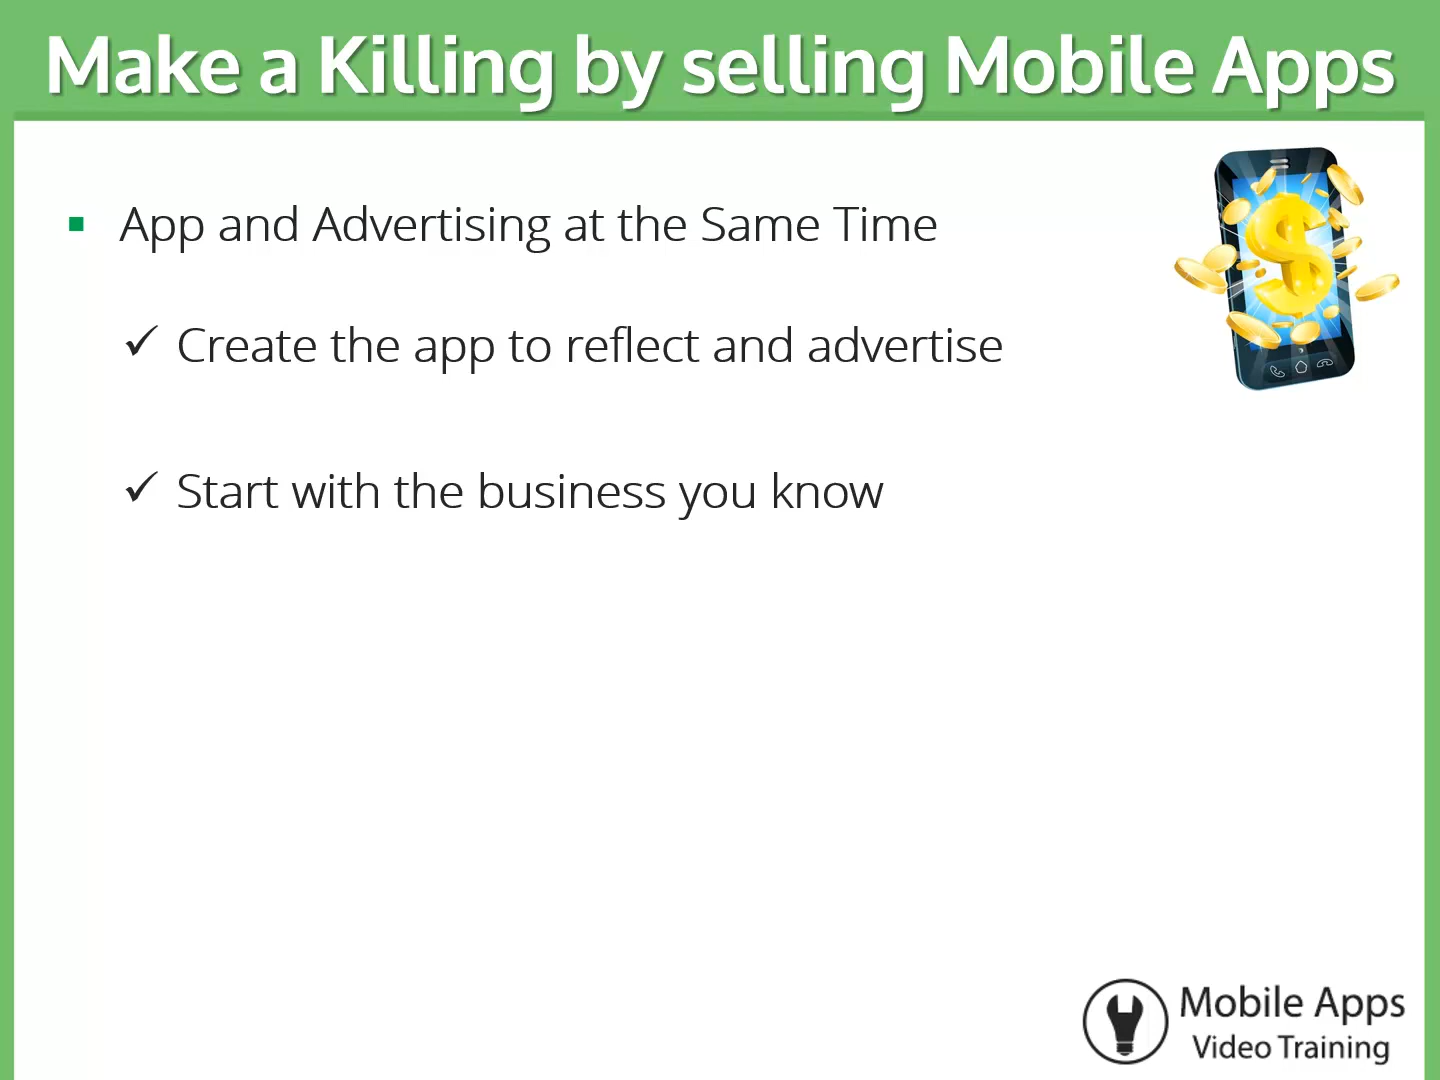 Make a Killing by selling Mobile Apps
App and Advertising at the Same Time
Create the app to reflect and advertise
Start with the business you know
Mobile Apps
Video Training